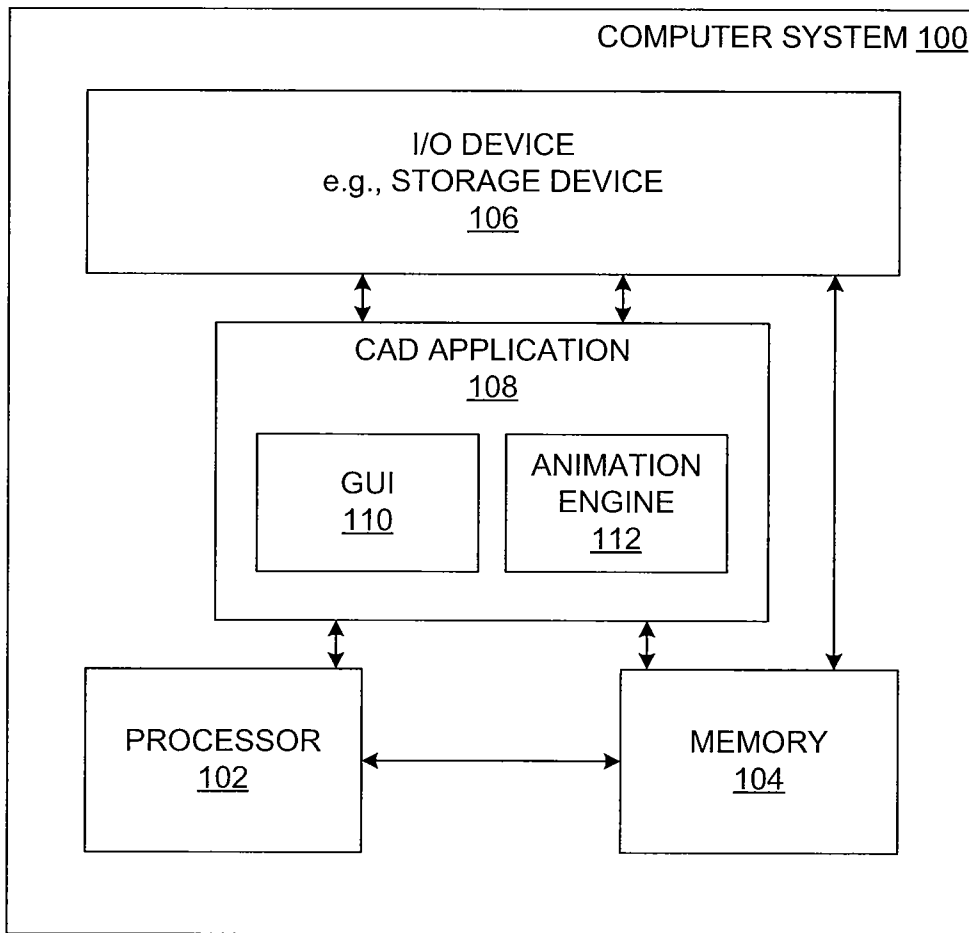 COMPUTER SYSTEM 100
I/O DEVICE
e.g., STORAGE DEVICE
106
CAD APPLICATION
108
GUI
110
ANIMATION
ENGINE
112
PROCESSOR
102
MEMORY
104